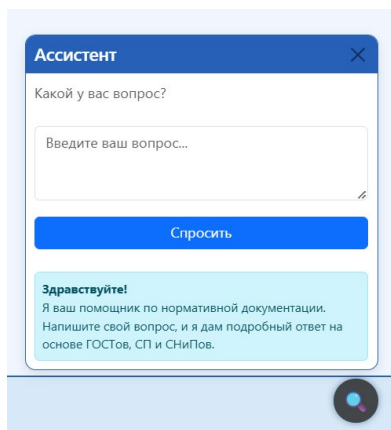 Ассистент
Какой у вас вопрос?
Введите ваш вопрос...
Спросить
Здравствуйте!
Я ваш помощник по нормативной документации.
Напишите свой вопрос, и я дам подробный ответ на
основе ГОСТов, СП и СНиПов.